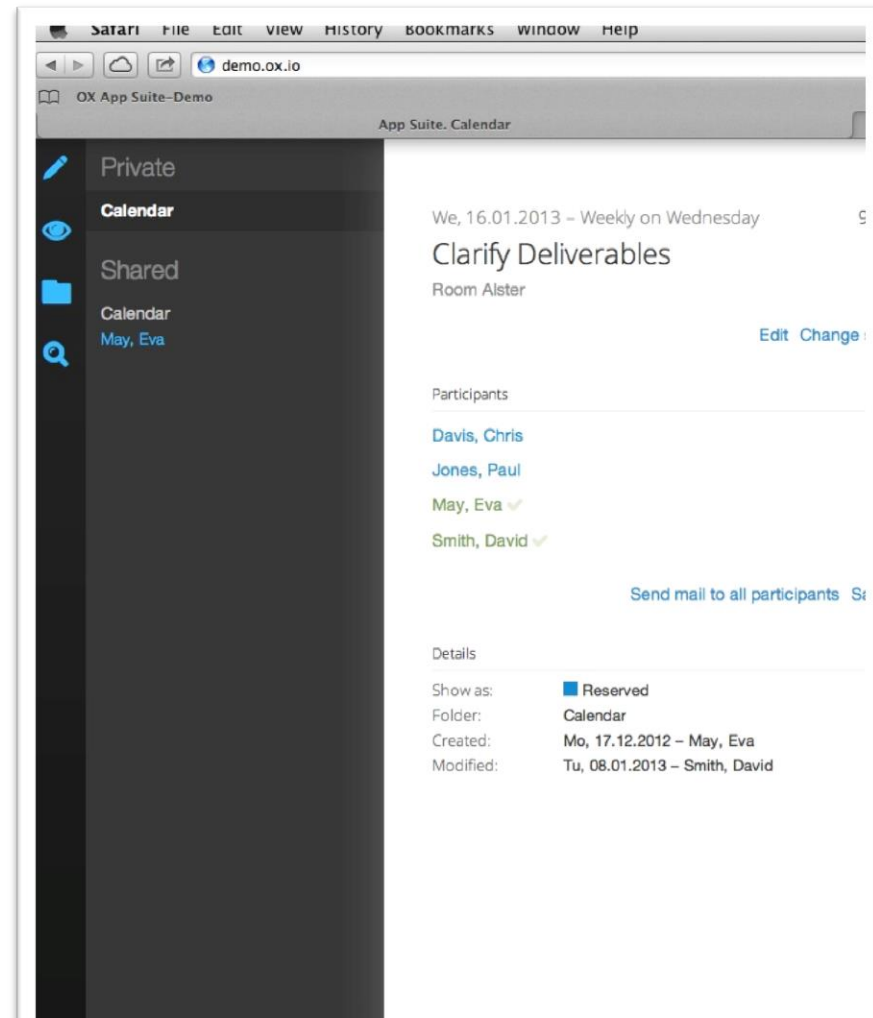 Safari File Edit View History Bookmarks Window Help
demo.ox.io
OX App Suite–Demo
App Suite. Calendar
Private
Calendar
Shared
Calendar
May, Eva
We, 16.01.2013 – Weekly on Wednesday 9
Clarify Deliverables
Room Alster
Edit Change
Participants
Davis, Chris
Jones, Paul
May, Eva
Smith, David
Send mail to all participants
Details
Show as: Reserved
Folder: Calendar
Created: Mo, 17.12.2012 – May, Eva
Modified: Tu, 08.01.2013 – Smith, David